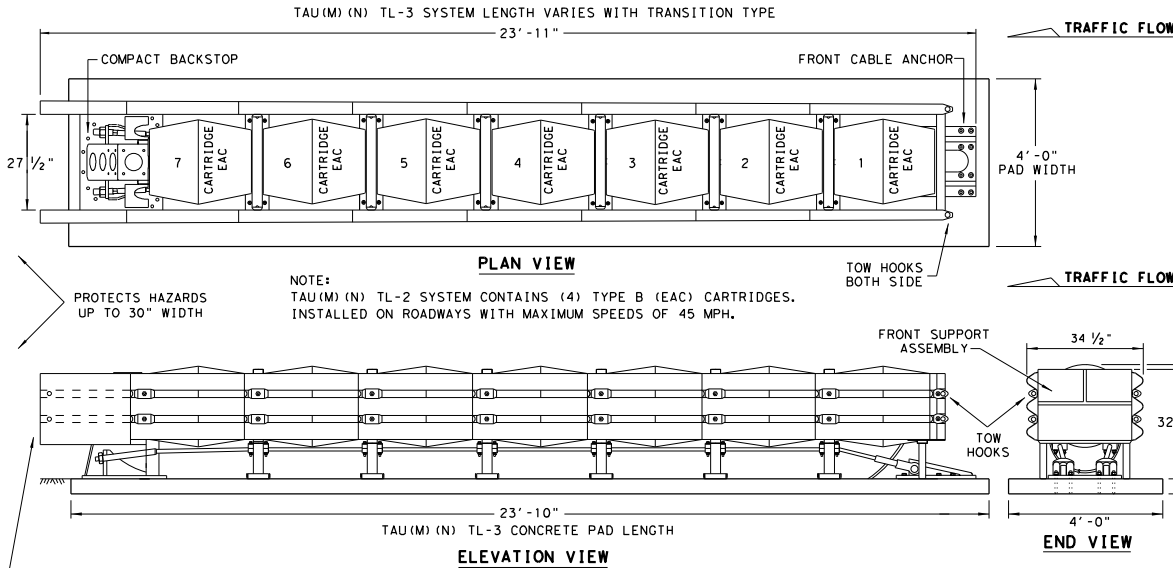 TAU(M)(N) TL-3 SYSTEM LENGTH VARIES WITH TRANSITION TYPE
23'-11"
TRAFFIC FLOW
COMPACT BACKSTOP
FRONT CABLE ANCHOR
27 ½"
7
CARTRIDGE
EAC
6
CARTRIDGE
EAC
5
CARTRIDGE
EAC
4
CARTRIDGE
EAC
3
CARTRIDGE
EAC
2
CARTRIDGE
EAC
1
CARTRIDGE
EAC
4'-0"
PAD WIDTH
PLAN VIEW
TOW HOOKS
BOTH SIDE
TRAFFIC FLOW
PROTECTS HAZARDS
UP TO 30" WIDTH
NOTE:
TAU(M)(N) TL-2 SYSTEM CONTAINS (4) TYPE B (EAC) CARTRIDGES.
INSTALLED ON ROADWAYS WITH MAXIMUM SPEEDS OF 45 MPH.
FRONT SUPPORT
ASSEMBLY
34 ½"
32
TOW
HOOKS
23'-10"
TAU(M)(N) TL-3 CONCRETE PAD LENGTH
ELEVATION VIEW
4'-0"
END VIEW